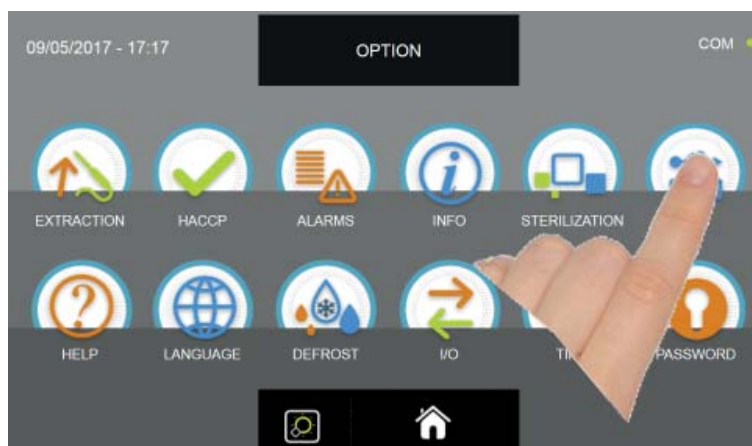 09/05/2017 - 17:17 OPTION COM
EXTRACTION HACCP ALARMS INFO STERILIZATION
HELP LANGUAGE DEFROST I/O PASSWORD